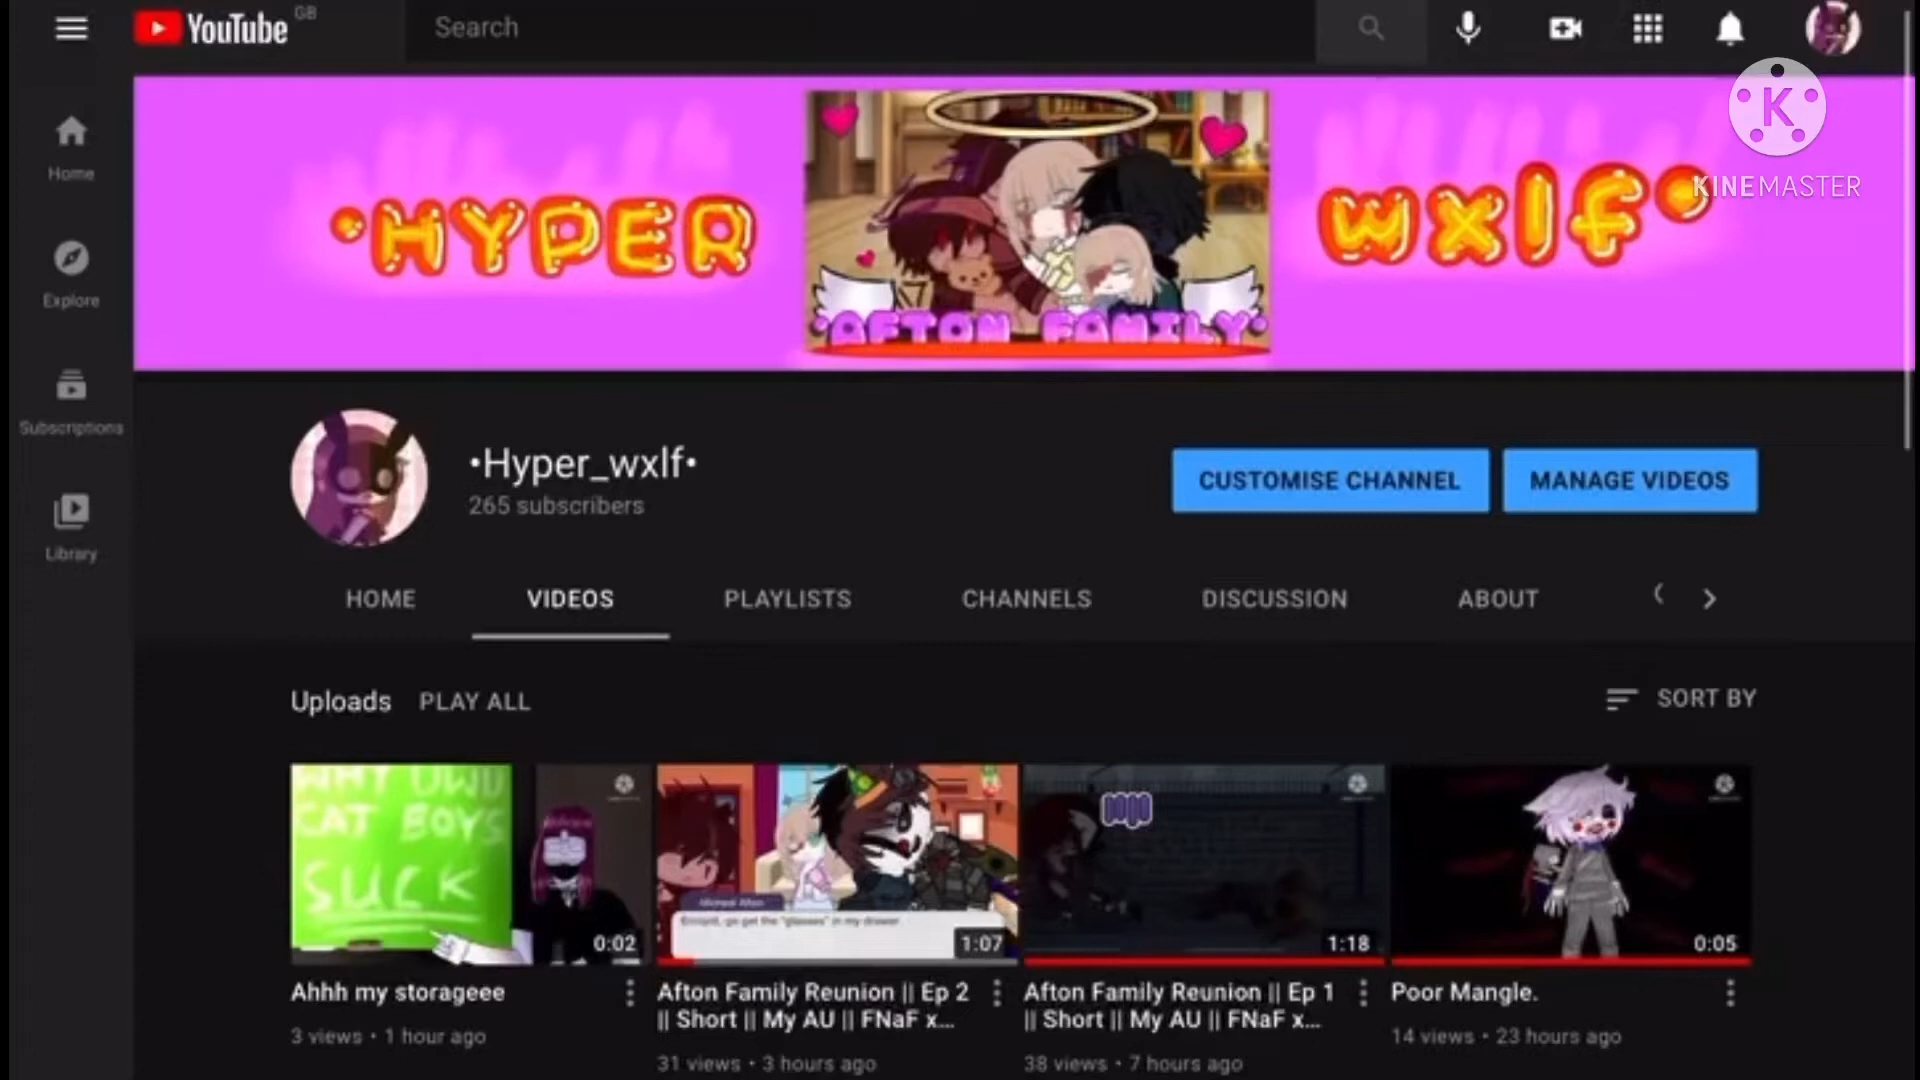 YouTube GB
Search
KINEMASTER
Home
Explore
Subscriptions
Library
•HYPER
wxlf•
•AFTON FAMILY•
•Hyper_wxlf•
265 subscribers
CUSTOMISE CHANNEL
MANAGE VIDEOS
HOME
VIDEOS
PLAYLISTS
CHANNELS
DISCUSSION
ABOUT
Uploads
PLAY ALL
SORT BY
WHY OWO
CAT BOYS
SUCK
0:02
1:07
1:18
0:05
Ahhh my storageee
3 views • 1 hour ago
Afton Family Reunion || Ep 2
|| Short || My AU || FNaF x...
31 views • 3 hours ago
Afton Family Reunion || Ep 1
|| Short || My AU || FNaF x...
38 views • 7 hours ago
Poor Mangle.
14 views • 23 hours ago